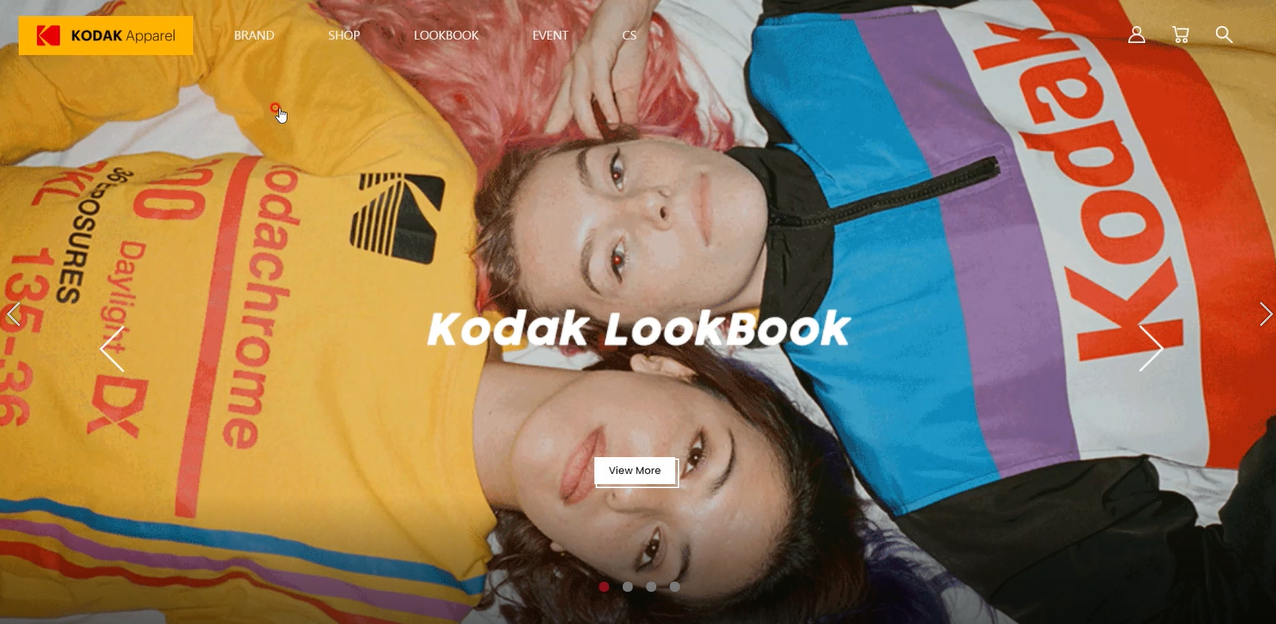 KODAK Apparel
BRAND
SHOP
LOOKBOOK
EVENT
CS
Kodak
00
36 EXPOSURES
135-36
Daylight
DX
Kodachrome
Kodak LookBook
View More